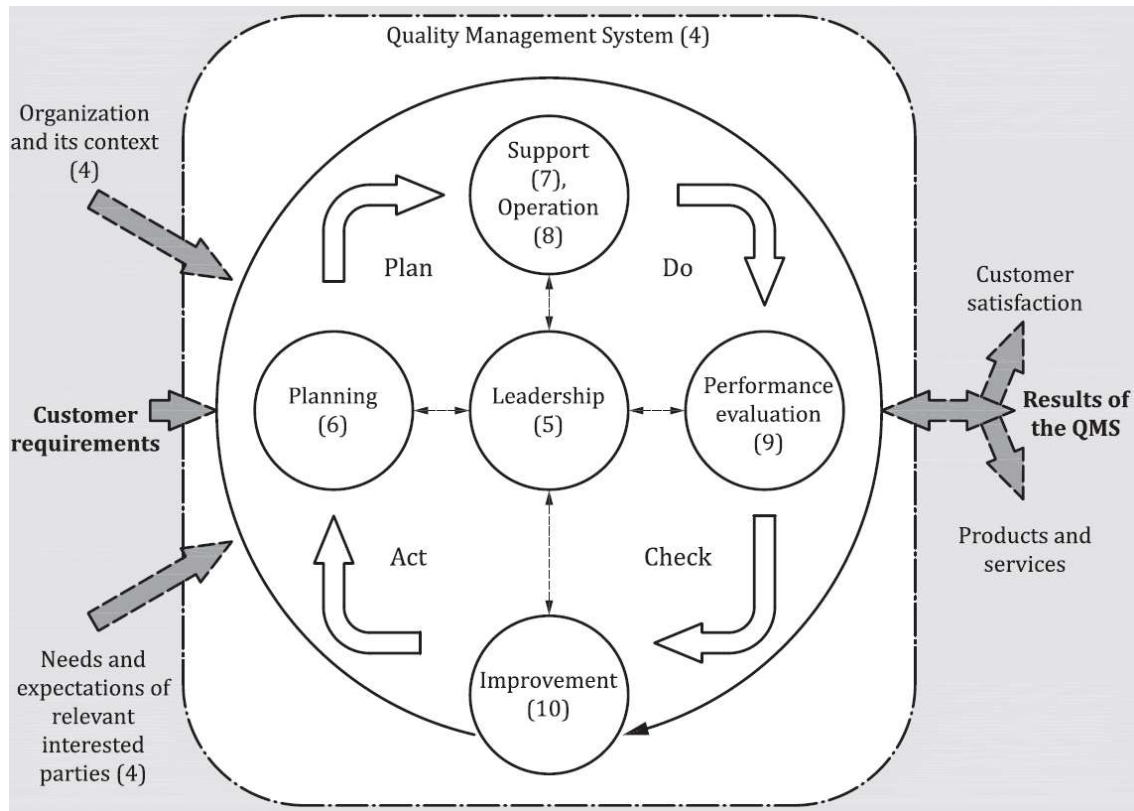 Quality Management System (4)
Organization
and its context
(4)
Support
(7),
Operation
(8)
Plan
Do
Customer
satisfaction
Customer
requirements
Planning
(6)
Leadership
(5)
Performance
evaluation
(9)
Results of
the QMS
Act
Check
Products and
services
Needs and
expectations of
relevant
interested
parties (4)
Improvement
(10)